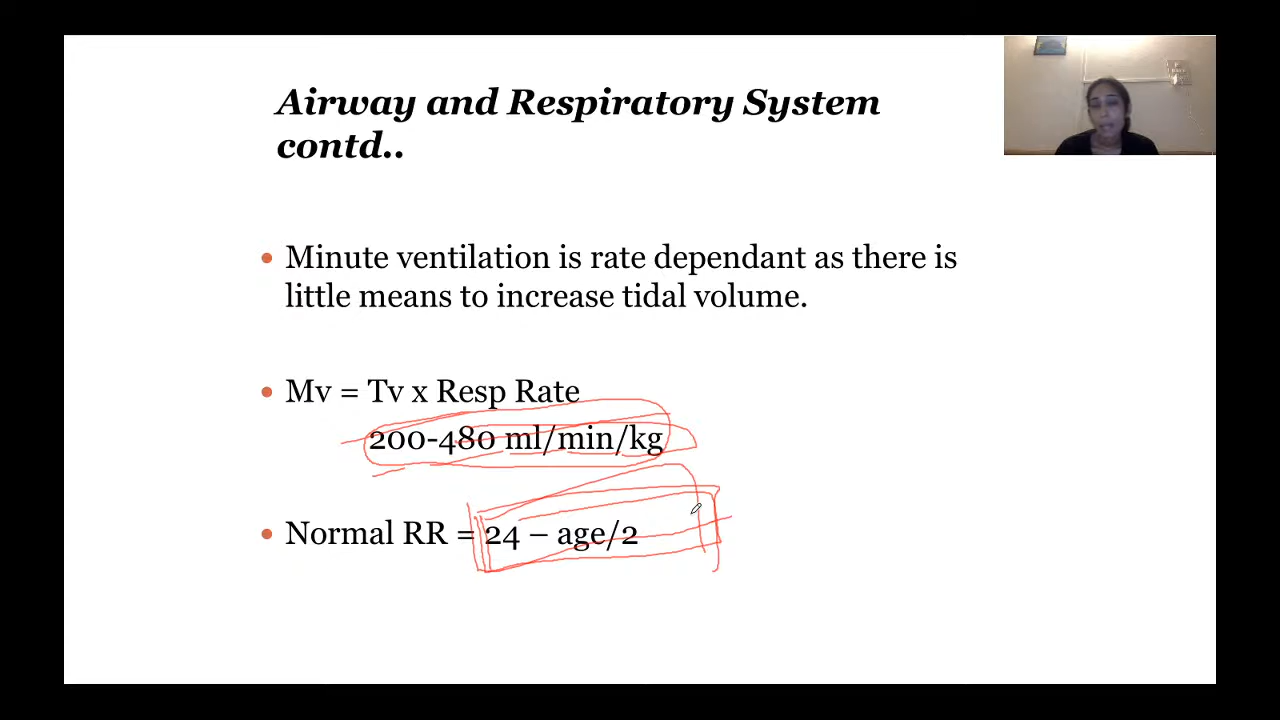 Airway and Respiratory System
contd..
Minute ventilation is rate dependant as there is
little means to increase tidal volume.
Mv = Tv x Resp Rate
200-480 ml/min/kg
Normal RR = 24 – age/2